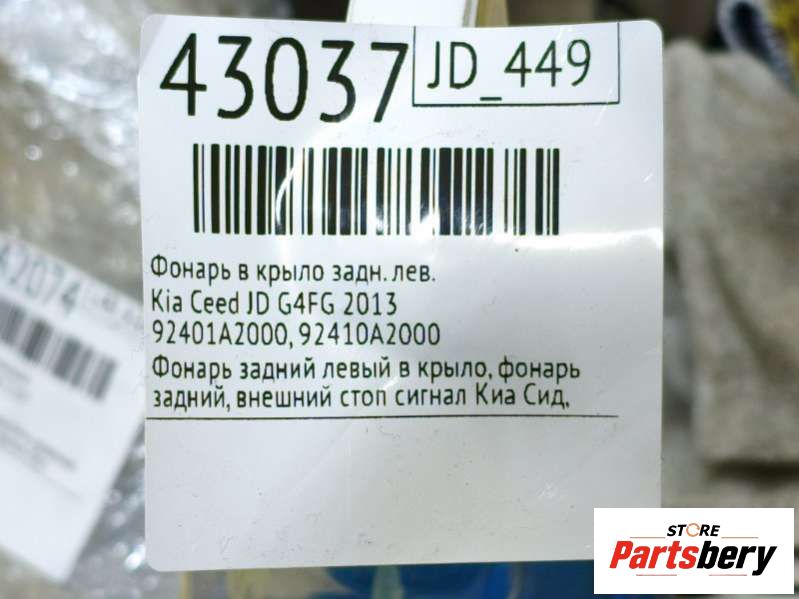 43037
JD_449
Фонарь в крыло задн. лев.
Kia Ceed JD G4FG 2013
92401A2000, 92410A2000
Фонарь задний левый в крыло, фонарь
задний, внешний стоп сигнал Киа Сид,
42074
STORE
Partsbery